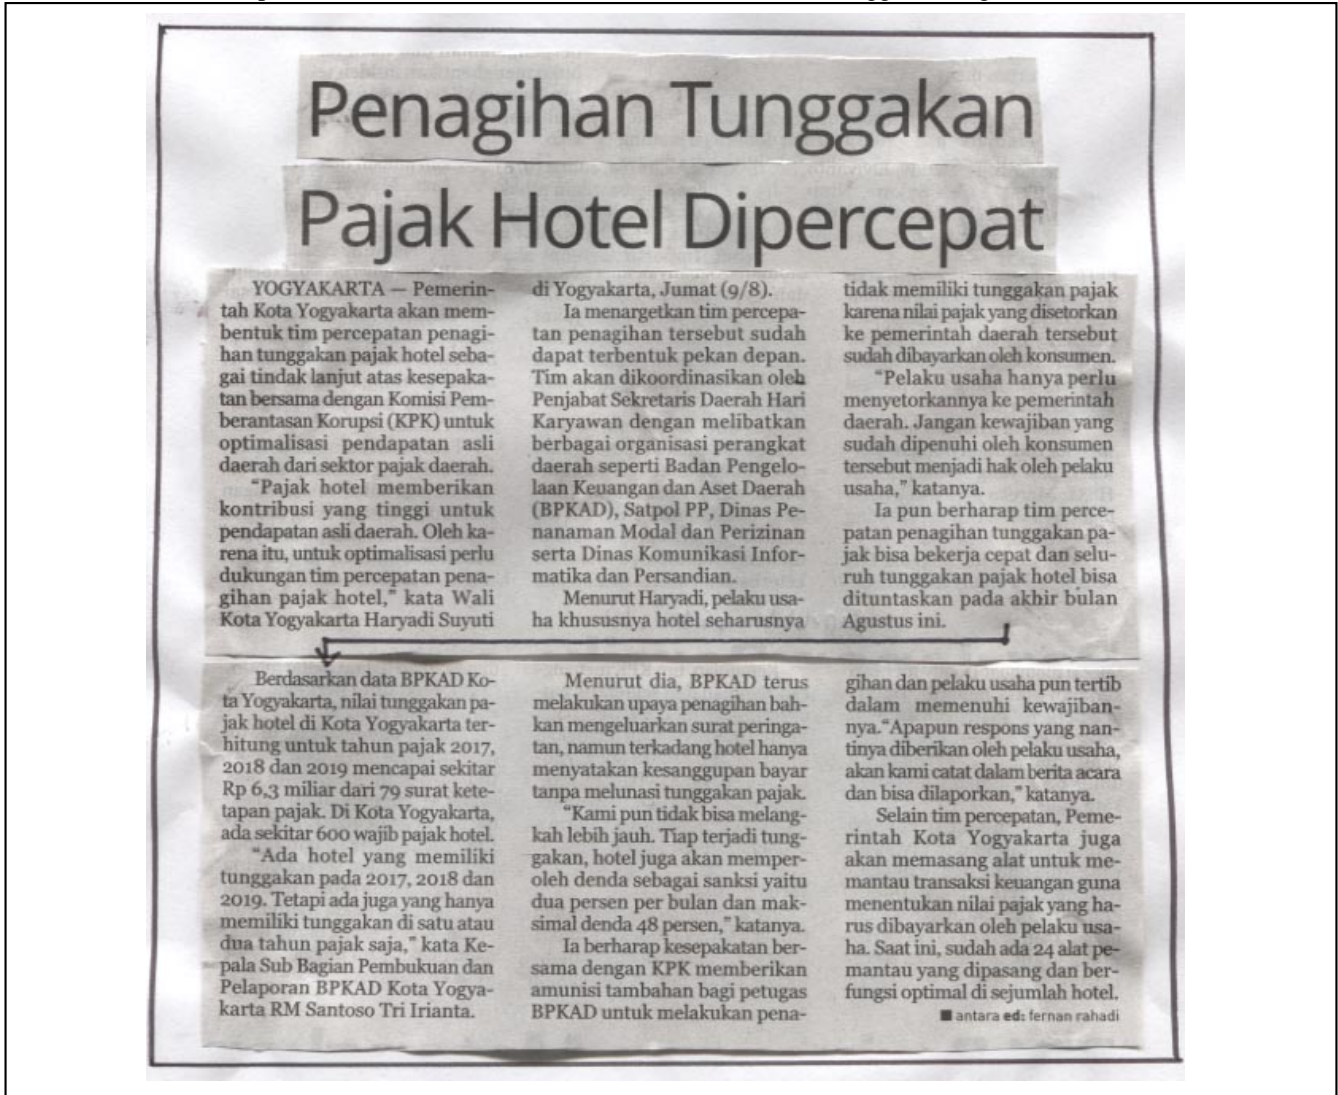 Penagihan Tunggakan
Pajak Hotel Dipercepat
YOGYAKARTA — Pemerin-
tah Kota Yogyakarta akan mem-
bentuk tim percepatan penagi-
han tunggakan pajak hotel seba-
gai tindak lanjut atas kesepaka-
tan bersama dengan Komisi Pem-
berantasan Korupsi (KPK) untuk
optimalisasi pendapatan asli
daerah dari sektor pajak daerah.
"Pajak hotel memberikan
kontribusi yang tinggi untuk
pendapatan asli daerah. Oleh ka-
rena itu, untuk optimalisasi perlu
dukungan tim percepatan pena-
gihan pajak hotel," kata Wali
Kota Yogyakarta Haryadi Suyuti
di Yogyakarta, Jumat (9/8).
Ia menargetkan tim percepa-
tan penagihan tersebut sudah
dapat terbentuk pekan depan.
Tim akan dikoordinasikan oleh
Penjabat Sekretaris Daerah Hari
Karyawan dengan melibatkan
berbagai organisasi perangkat
daerah seperti Badan Pengelo-
laan Keuangan dan Aset Daerah
(BPKAD), Satpol PP, Dinas Pe-
nanaman Modal dan Perizinan
serta Dinas Komunikasi Infor-
matika dan Persandian.
Menurut Haryadi, pelaku usa-
ha khususnya hotel seharusnya
tidak memiliki tunggakan pajak
karena nilai pajak yang disetorkan
ke pemerintah daerah tersebut
sudah dibayarkan oleh konsumen.
"Pelaku usaha hanya perlu
menyetorkannya ke pemerintah
daerah. Jangan kewajiban yang
sudah dipenuhi oleh konsumen
tersebut menjadi hak oleh pelaku
usaha," katanya.
Ia pun berharap tim perce-
patan penagihan tunggakan pa-
jak bisa bekerja cepat dan selu-
ruh tunggakan pajak hotel bisa
dituntaskan pada akhir bulan
Agustus ini.
Berdasarkan data BPKAD Ko-
ta Yogyakarta, nilai tunggakan pa-
jak hotel di Kota Yogyakarta ter-
hitung untuk tahun pajak 2017,
2018 dan 2019 mencapai sekitar
Rp 6,3 miliar dari 79 surat kete-
tapan pajak. Di Kota Yogyakarta,
ada sekitar 600 wajib pajak hotel.
"Ada hotel yang memiliki
tunggakan pada 2017, 2018 dan
2019. Tetapi ada juga yang hanya
memiliki tunggakan di satu atau
dua tahun pajak saja," kata Ke-
pala Sub Bagian Pembukuan dan
Pelaporan BPKAD Kota Yogya-
karta RM Santoso Tri Irianta.
Menurut dia, BPKAD terus
melakukan upaya penagihan bah-
kan mengeluarkan surat peringa-
tan, namun terkadang hotel hanya
menyatakan kesanggupan bayar
tanpa melunasi tunggakan pajak.
"Kami pun tidak bisa melang-
kah lebih jauh. Tiap terjadi tung-
gakan, hotel juga akan memper-
oleh denda sebagai sanksi yaitu
dua persen per bulan dan mak-
simal denda 48 persen," katanya.
Ia berharap kesepakatan ber-
sama dengan KPK memberikan
amunisi tambahan bagi petugas
BPKAD untuk melakukan pena-
gihan dan pelaku usaha pun tertib
dalam memenuhi kewajiban-
nya."Apapun respons yang nan-
tinya diberikan oleh pelaku usaha,
akan kami catat dalam berita acara
dan bisa dilaporkan," katanya.
Selain tim percepatan, Peme-
rintah Kota Yogyakarta juga
akan memasang alat untuk me-
mantau transaksi keuangan guna
menentukan nilai pajak yang ha-
rus dibayarkan oleh pelaku usa-
ha. Saat ini, sudah ada 24 alat pe-
mantau yang dipasang dan ber-
fungsi optimal di sejumlah hotel.
■ antara ed: fernan rahadi